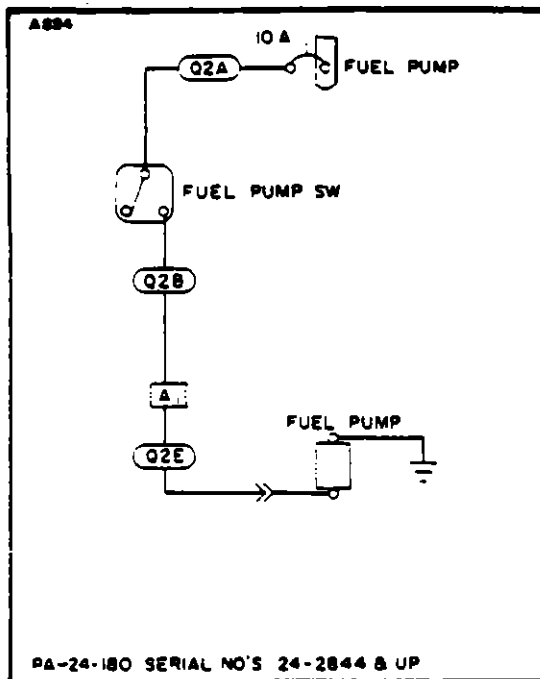 A894
10 A
Q2A
FUEL PUMP
FUEL PUMP SW
Q2B
A
FUEL PUMP
Q2E
PA-24-180 SERIAL NO'S 24-2844 & UP